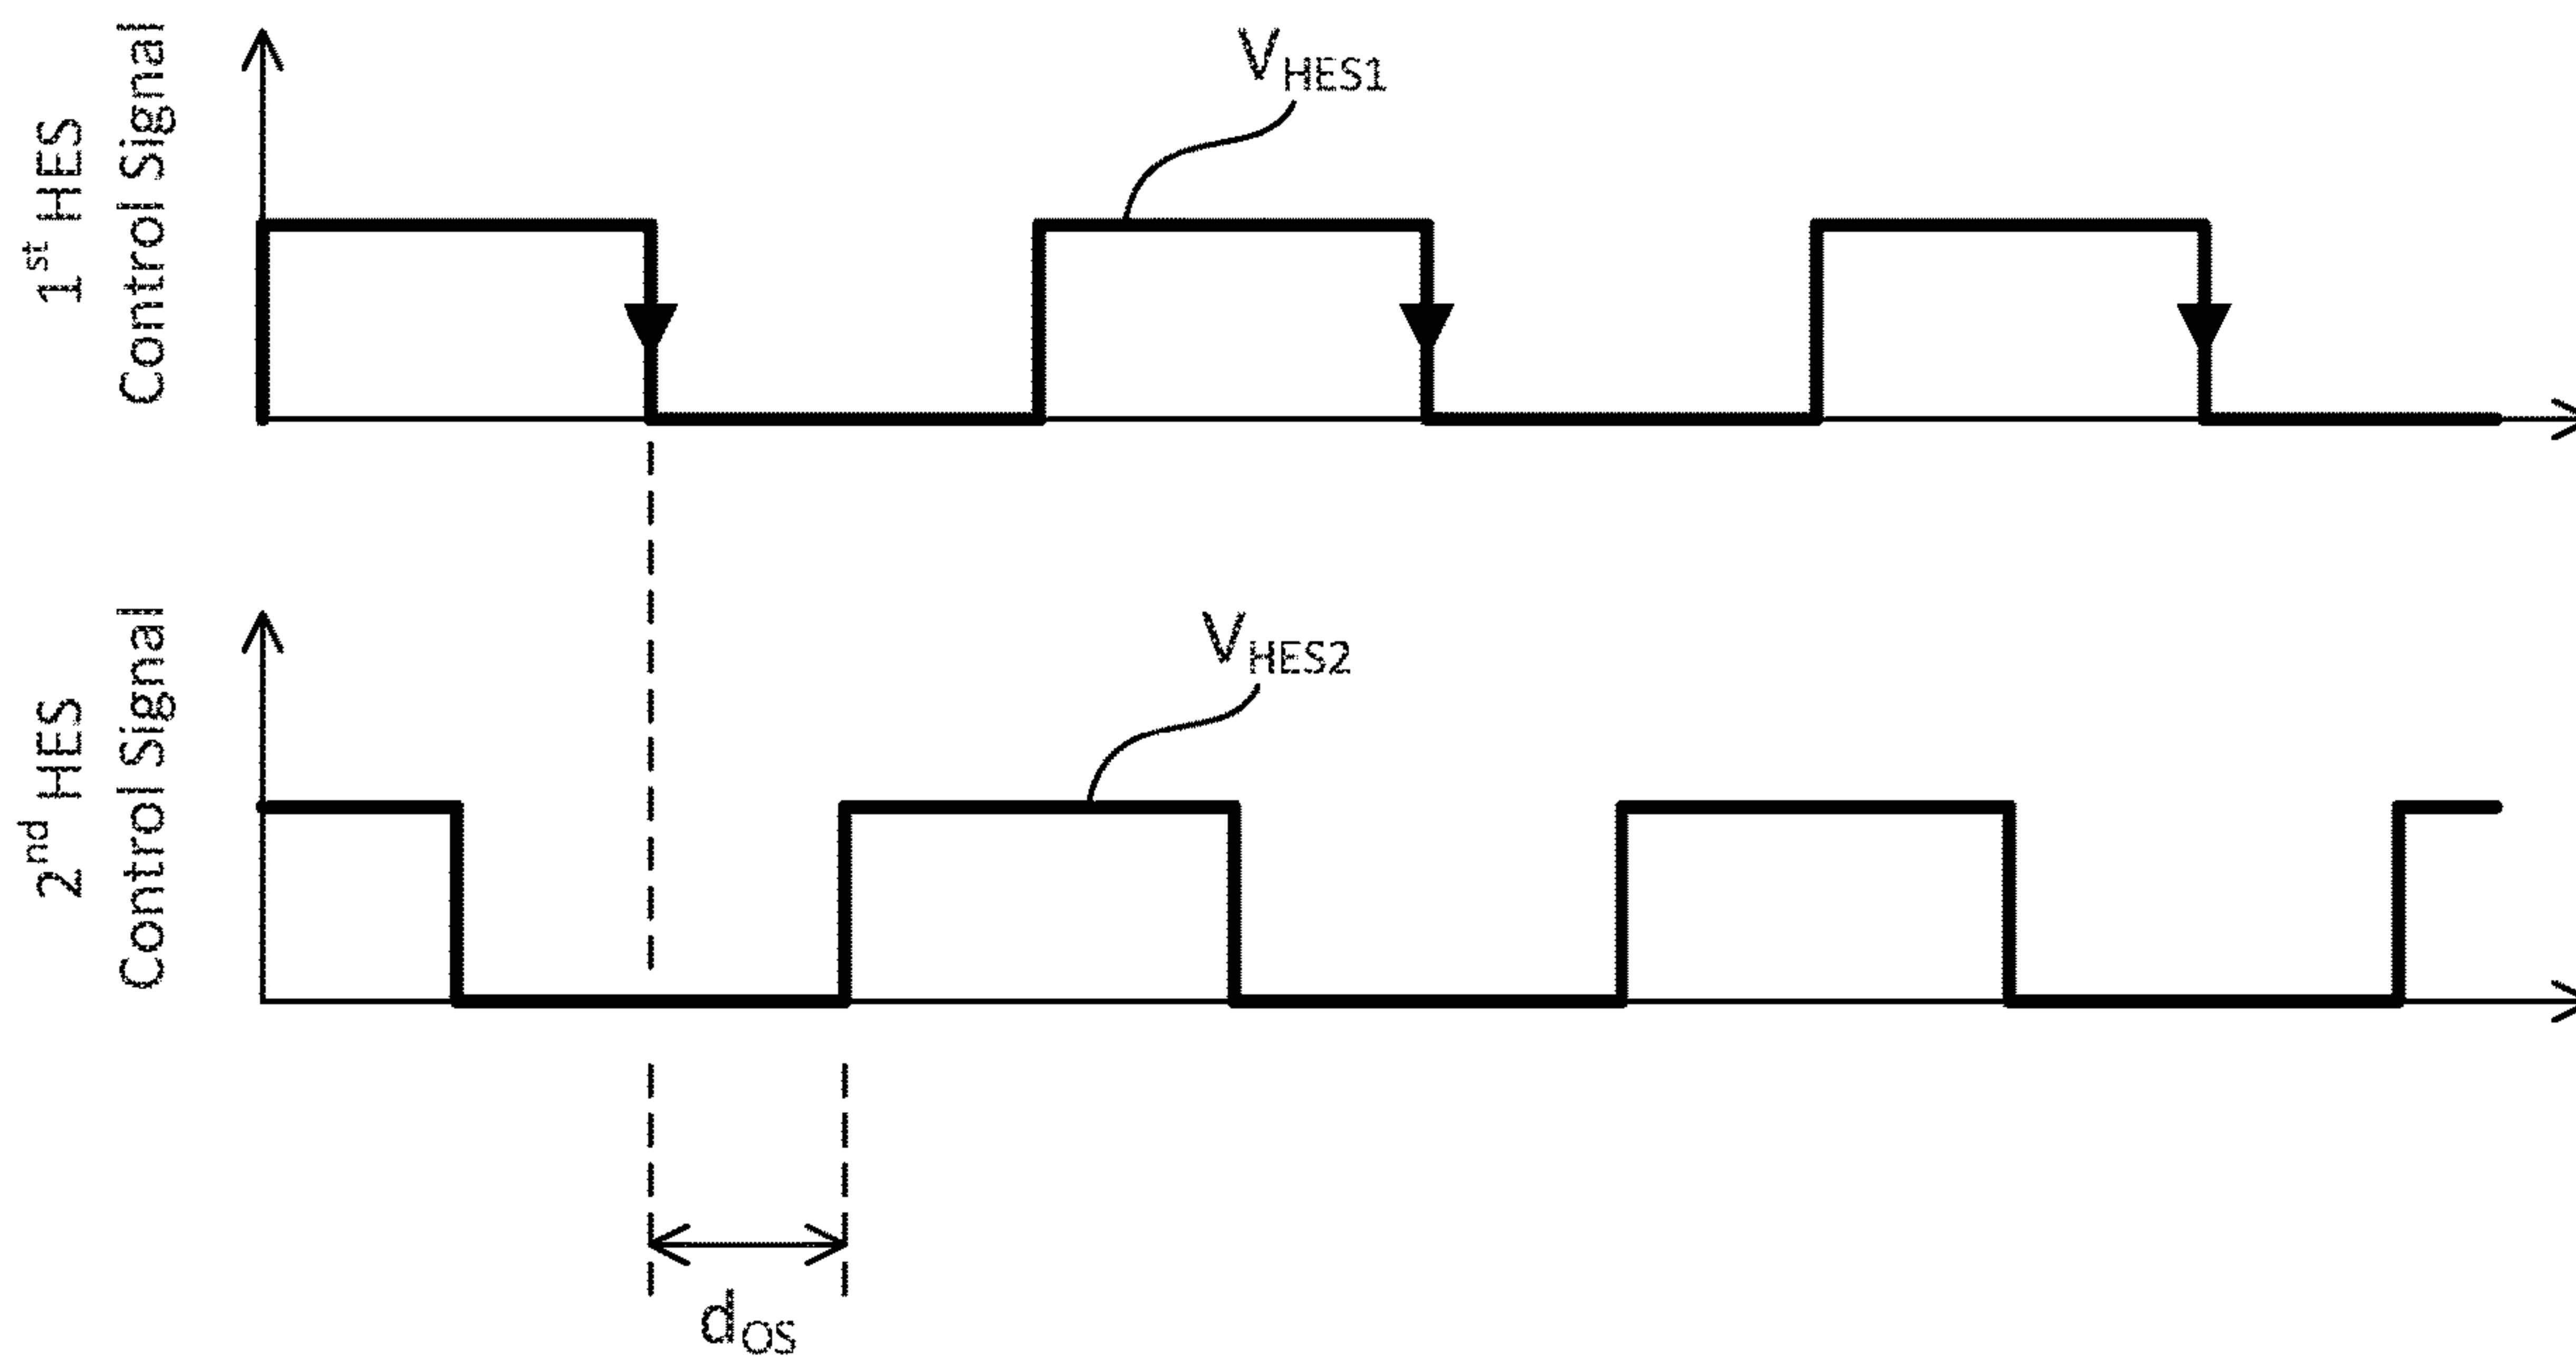 1st HES
Control Signal
VHES1
2nd HES
Control Signal
VHES2
dOS